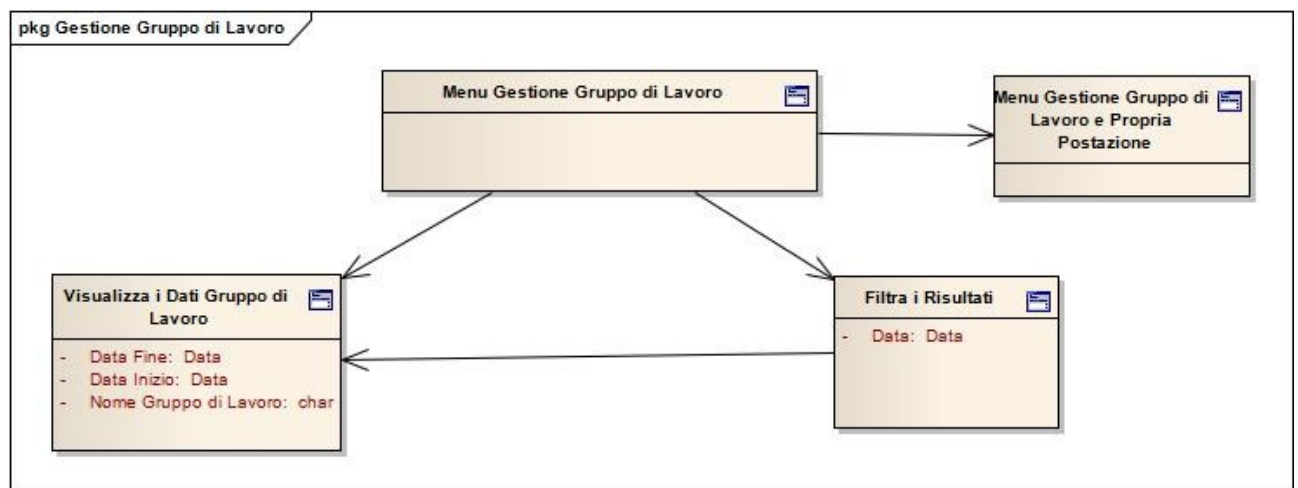 pkg Gestione Gruppo di Lavoro
Menu Gestione Gruppo di Lavoro
Menu Gestione Gruppo di
Lavoro e Propria
Postazione
Visualizza i Dati Gruppo di
Lavoro
- Data Fine: Data
- Data Inizio: Data
- Nome Gruppo di Lavoro: char
Filtra i Risultati
- Data: Data